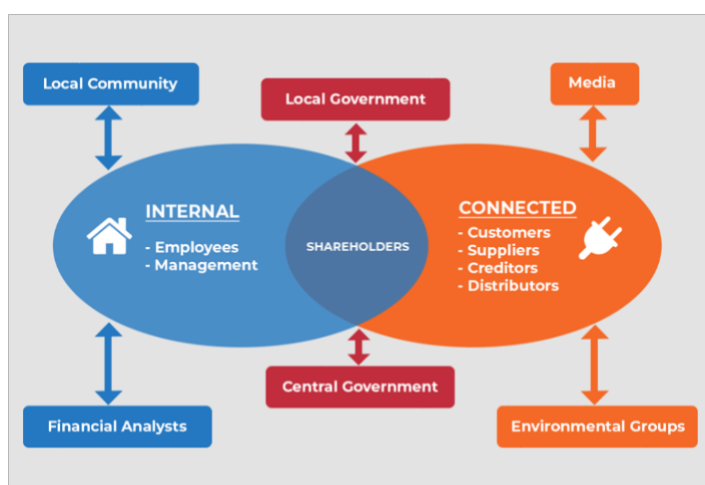 Local Community
Local Government
Media
INTERNAL
- Employees
- Management
SHAREHOLDERS
CONNECTED
- Customers
- Suppliers
- Creditors
- Distributors
Financial Analysts
Central Government
Environmental Groups